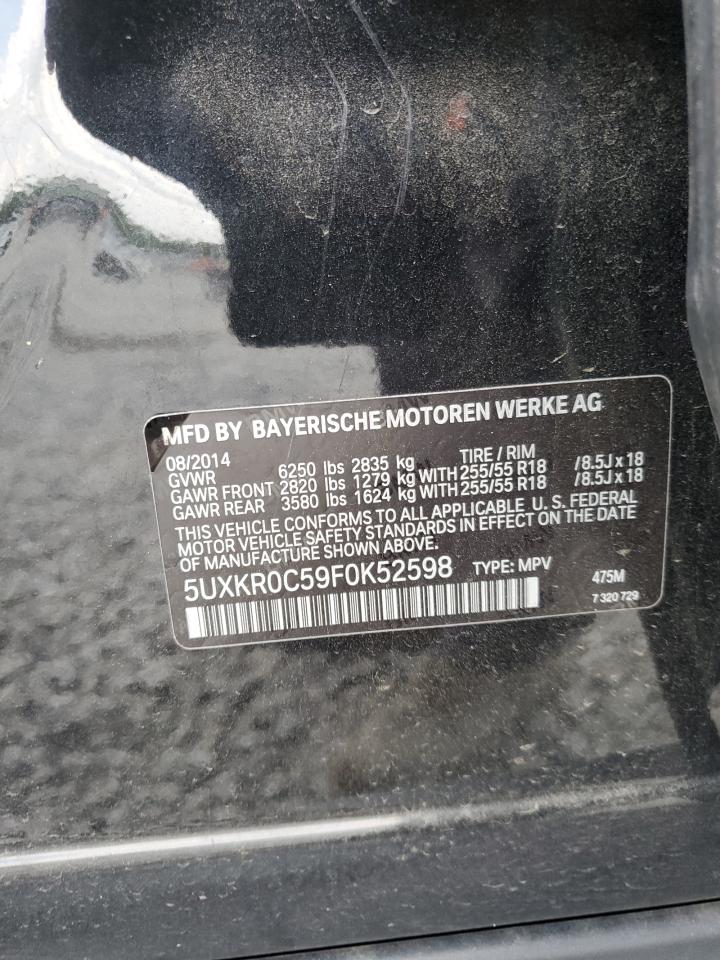 MFD BY BAYERISCHE MOTOREN WERKE AG
08/2014 TIRE / RIM
GVWR 6250 lbs 2835 kg
GAWR FRONT 2820 lbs 1279 kg WITH 255/55 R18 /8.5J x 18
GAWR REAR 3580 lbs 1624 kg WITH 255/55 R18 /8.5J x 18
THIS VEHICLE CONFORMS TO ALL APPLICABLE U. S. FEDERAL
MOTOR VEHICLE SAFETY STANDARDS IN EFFECT ON THE DATE
OF MANUFACTURE SHOWN ABOVE.
5UXKR0C59F0K52598 TYPE: MPV 475M
7 320 729